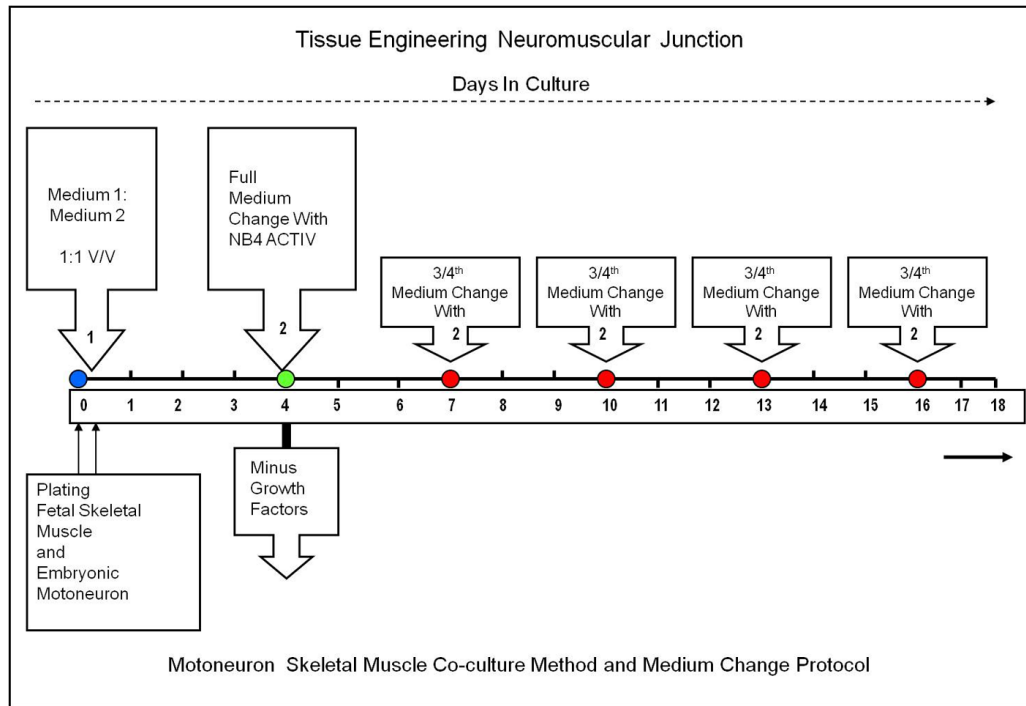 Tissue Engineering Neuromuscular Junction
Days In Culture
Medium 1:
Medium 2
1:1 V/V
1
Full
Medium
Change With
NB4 ACTIV
2
3/4th
Medium Change
With
2
3/4th
Medium Change
With
2
3/4th
Medium Change
With
2
3/4th
Medium Change
With
2
0 1 2 3 4 5 6 7 8 9 10 11 12 13 14 15 16 17 18
Plating
Fetal Skeletal
Muscle
and
Embryonic
Motoneuron
Minus
Growth
Factors
Motoneuron Skeletal Muscle Co-culture Method and Medium Change Protocol